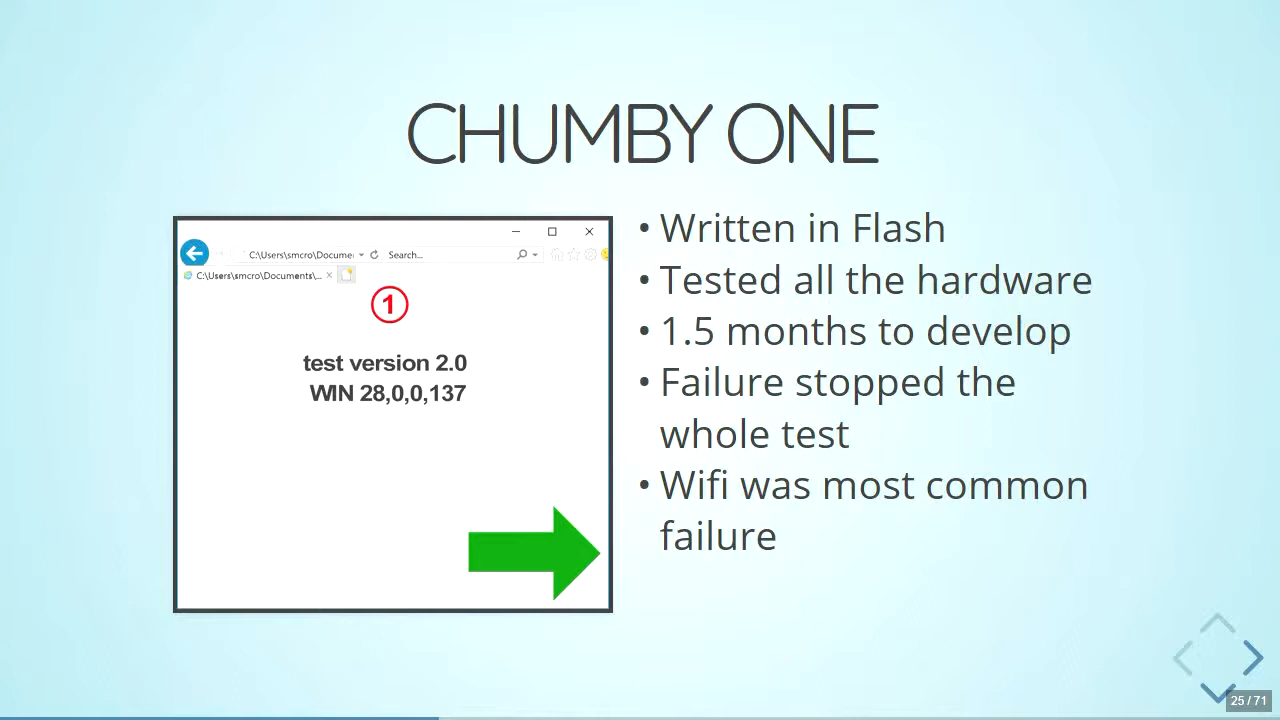 CHUMBY ONE
C:\Users\smcro\Docume
Search...
C:\Users\smcro\Documents\...
1
test version 2.0
WIN 28,0,0,137
• Written in Flash
• Tested all the hardware
• 1.5 months to develop
• Failure stopped the
whole test
• Wifi was most common
failure
25 / 71